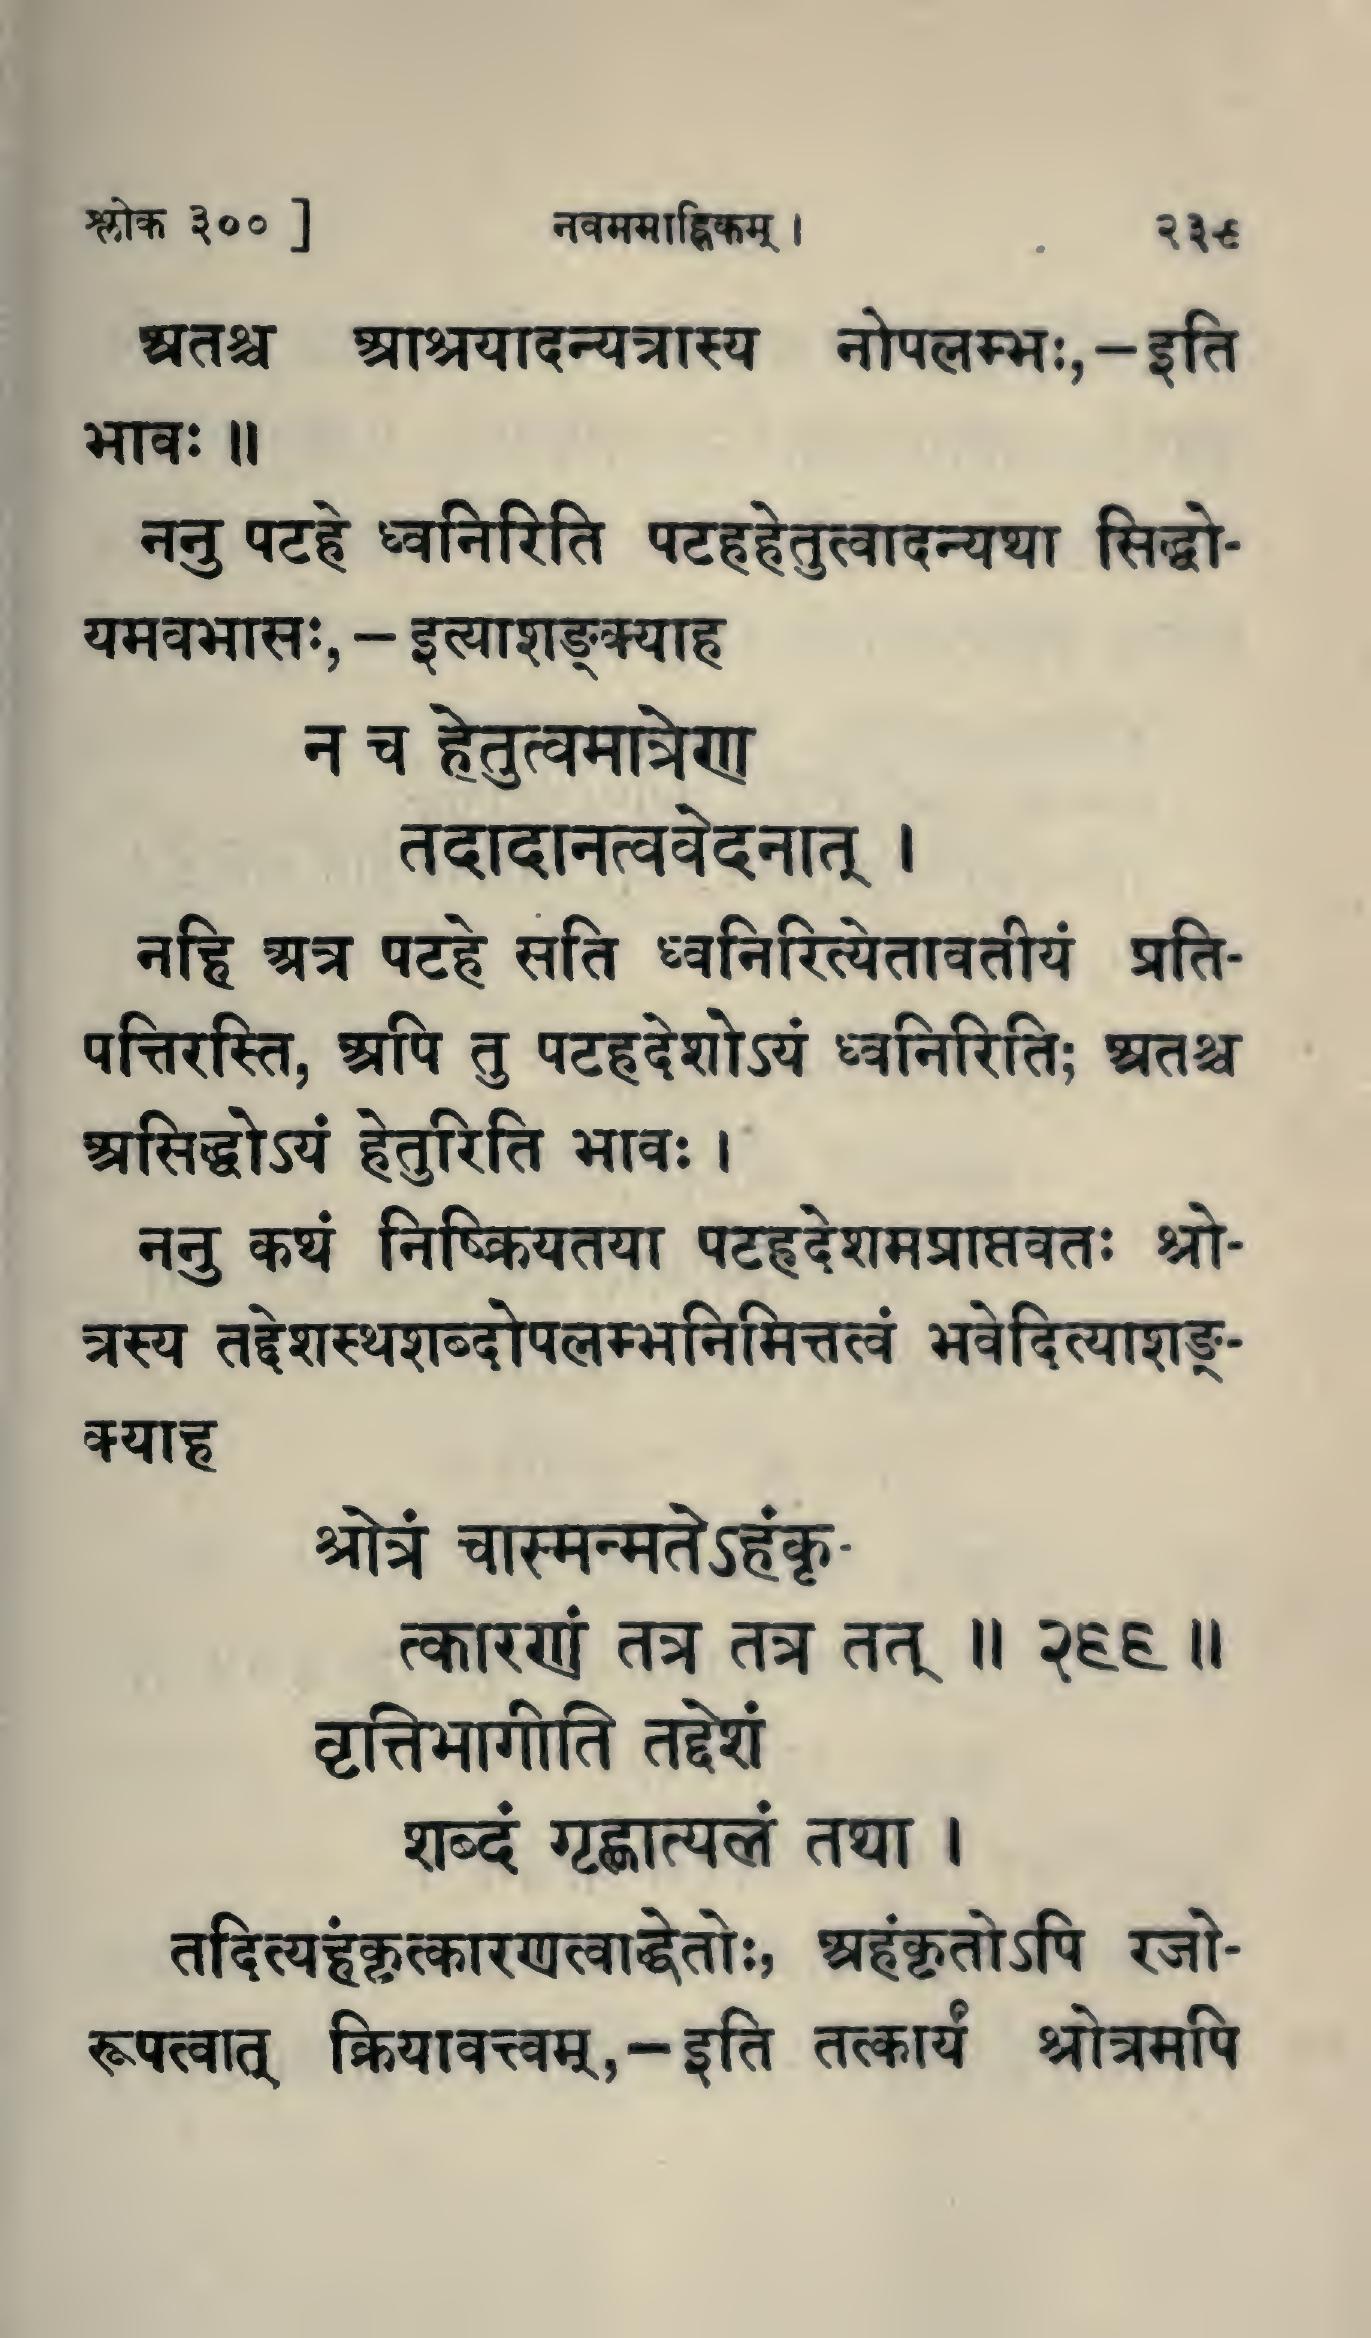 श्लोक ३०० ] नवममाह्निकम् । २३९
अतश्च आश्रयादन्यत्रास्य नोपलम्भः,—इति
भावः ॥
ननु पटहे ध्वनिरिति पटहहेतुत्वादन्यथा सिद्धो-
यमवभासः,—इत्याशङ्क्याह
न च हेतुत्वमात्रेण
तदादानत्ववेदनात् ।
नहि अत्र पटहे सति ध्वनिरित्येतावतीयं प्रति-
पत्तिरस्ति, अपि तु पटहदेशोऽयं ध्वनिरिति; अतश्च
असिद्धोऽयं हेतुरिति भावः ।
ननु कथं निष्क्रियतया पटहदेशमप्राप्तवतः श्रो-
त्रस्य तद्देशस्थशब्दोपलम्भनिमित्तत्वं भवेदित्याशङ्-
क्याह
श्रोत्रं चास्मन्मतेऽहंकृ-
त्कारणं तत्र तत्र तत् ॥ २९९ ॥
वृत्तिभागीति तद्देशं
शब्दं गृह्णात्यलं तथा ।
तदित्यहंकृत्कारणत्वाद्धेतोः, अहंकृतोऽपि रजो-
रूपत्वात् क्रियावत्त्वम्,—इति तत्कार्यं श्रोत्रमपि